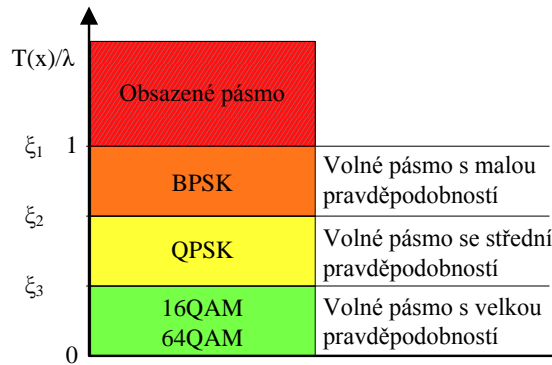 T(x)/λ
Obsazené pásmo
ξ1 1
BPSK
Volné pásmo s malou
pravděpodobností
ξ2
QPSK
Volné pásmo se střední
pravděpodobností
ξ3
16QAM
64QAM
Volné pásmo s velkou
pravděpodobností
0